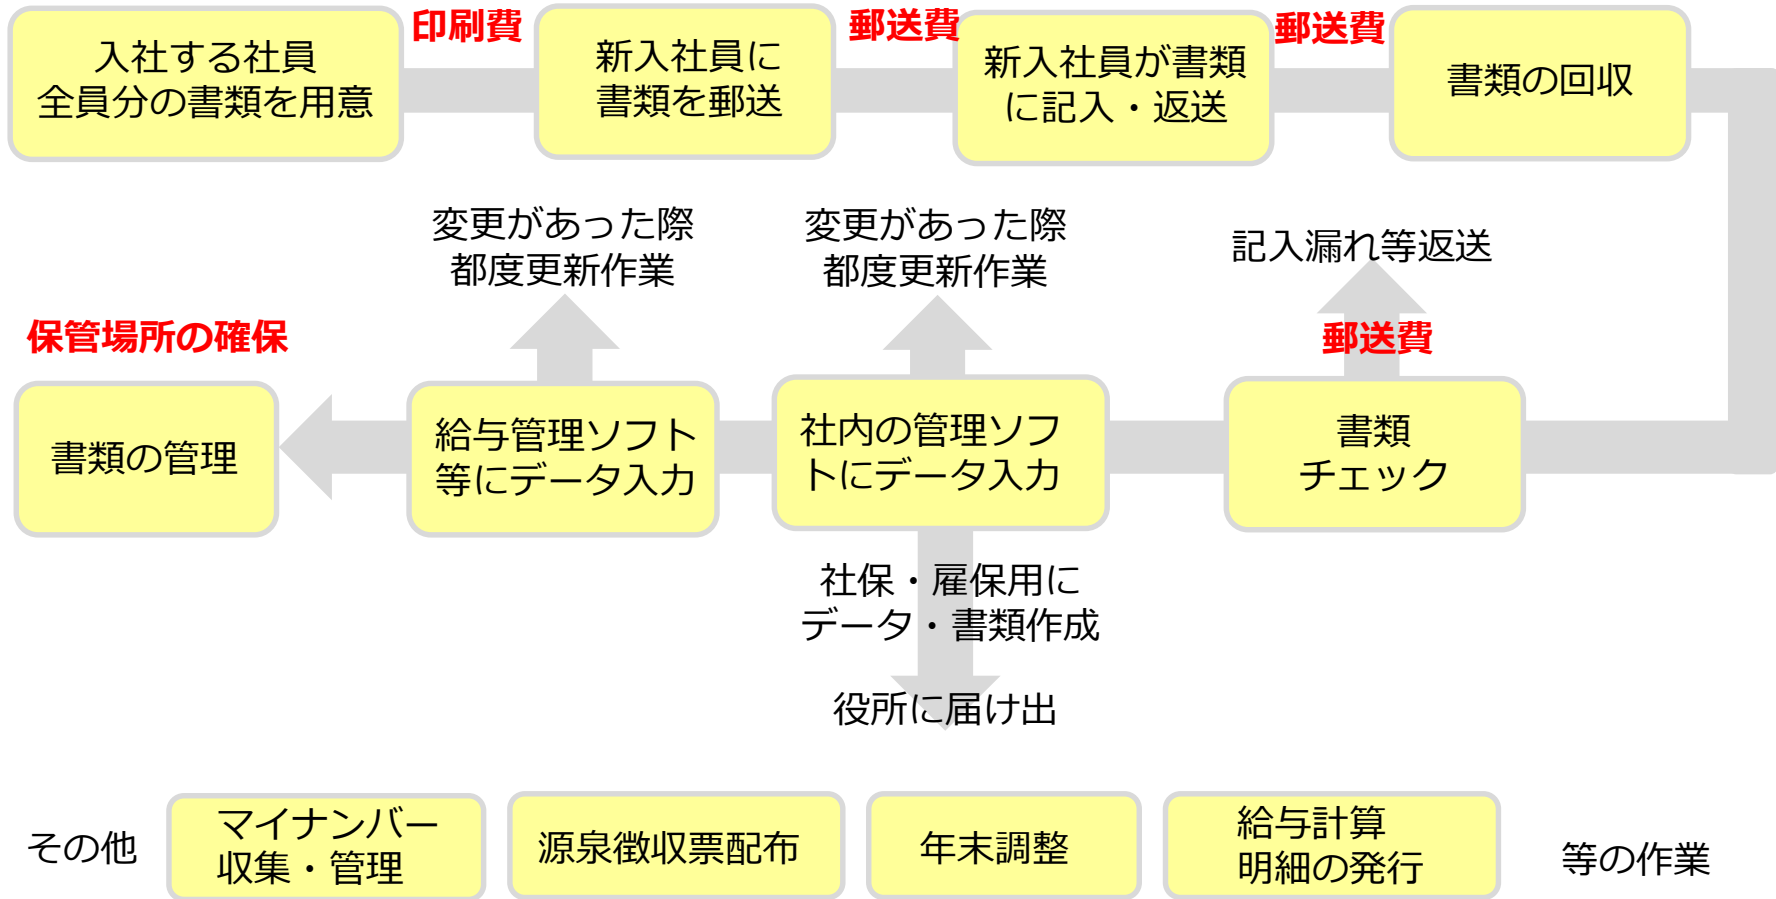 入社する社員
全員分の書類を用意
印刷費
新入社員に
書類を郵送
郵送費
新入社員が書類
に記入・返送
郵送費
書類の回収
変更があった際
都度更新作業
変更があった際
都度更新作業
記入漏れ等返送
保管場所の確保
郵送費
書類の管理
給与管理ソフト
等にデータ入力
社内の管理ソフ
トにデータ入力
書類
チェック
社保・雇保用に
データ・書類作成
役所に届け出
その他
マイナンバー
収集・管理
源泉徴収票配布
年末調整
給与計算
明細の発行
等の作業